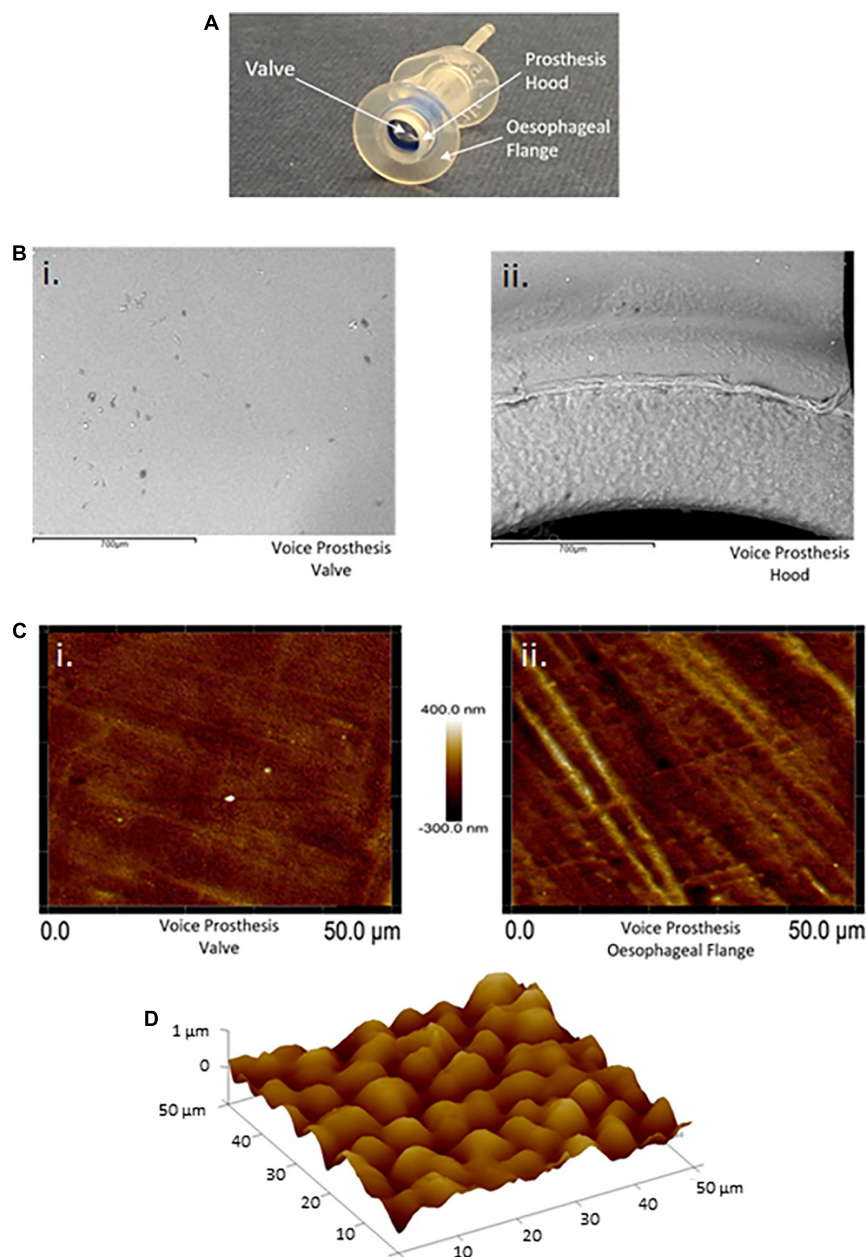 A
Valve
Prosthesis
Hood
Oesophageal
Flange
B
i.
ii.
700µm
Voice Prosthesis
Valve
700µm
Voice Prosthesis
Hood
C
i.
ii.
400.0 nm
-300.0 nm
0.0
Voice Prosthesis
Valve
50.0 µm
0.0
Voice Prosthesis
Oesophageal Flange
50.0 µm
D
1 µm
0
50 µm
40
30
20
10
10
20
30
40
50 µm